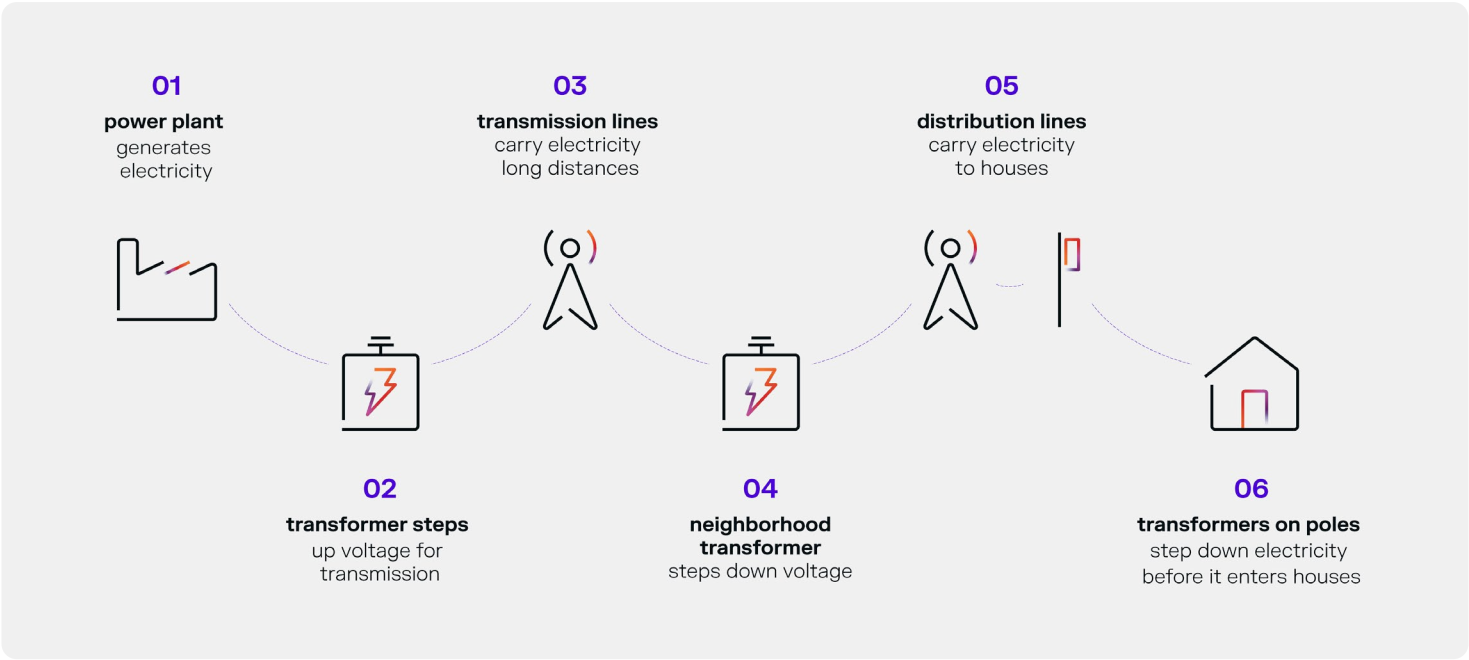 01
power plant
generates
electricity
02
transformer steps
up voltage for
transmission
03
transmission lines
carry electricity
long distances
04
neighborhood
transformer
steps down voltage
05
distribution lines
carry electricity
to houses
06
transformers on poles
step down electricity
before it enters houses